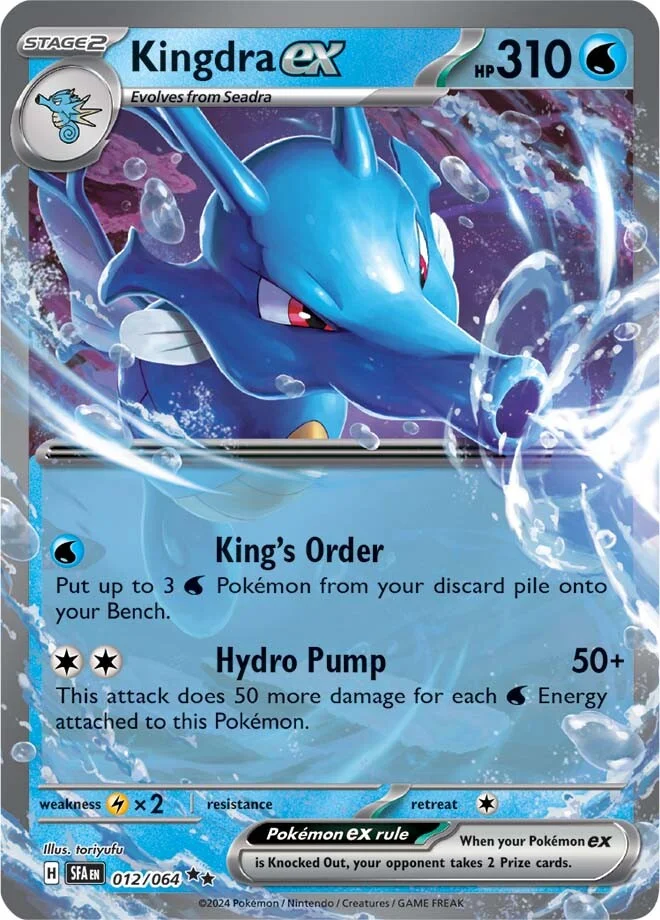 STAGE2
Kingdra ex
HP 310
Evolves from Seadra
King's Order
Put up to 3 Pokémon from your discard pile onto
your Bench.
Hydro Pump 50+
This attack does 50 more damage for each Energy
attached to this Pokémon.
weakness ×2 resistance retreat
Illus. toriyufu
Pokémon ex rule When your Pokémon ex
is Knocked Out, your opponent takes 2 Prize cards.
H SFA EN 012/064
©2024 Pokémon / Nintendo / Creatures / GAME FREAK